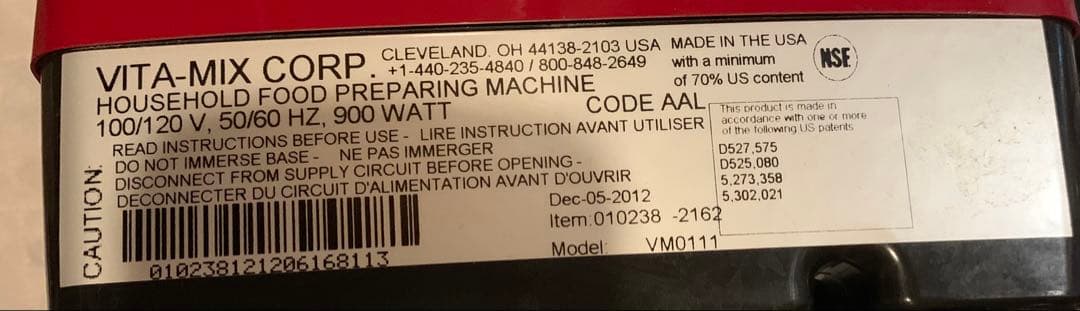 VITA-MIX CORP. CLEVELAND, OH 44138-2103 USA
+1-440-235-4840 / 800-848-2649
HOUSEHOLD FOOD PREPARING MACHINE
100/120 V, 50/60 HZ, 900 WATT
CODE AAL
MADE IN THE USA
with a minimum
of 70% US content
NSF
CAUTION:
READ INSTRUCTIONS BEFORE USE - LIRE INSTRUCTION AVANT UTILISER
DO NOT IMMERSE BASE - NE PAS IMMERGER
DISCONNECT FROM SUPPLY CIRCUIT BEFORE OPENING -
DECONNECTER DU CIRCUIT D'ALIMENTATION AVANT D'OUVRIR
This product is made in
accordance with one or more
of the following US patents
D527,575
D525,080
5,273,358
5,302,021
Dec-05-2012
Item:010238 -2162
Model: VM0111
010238121206168113